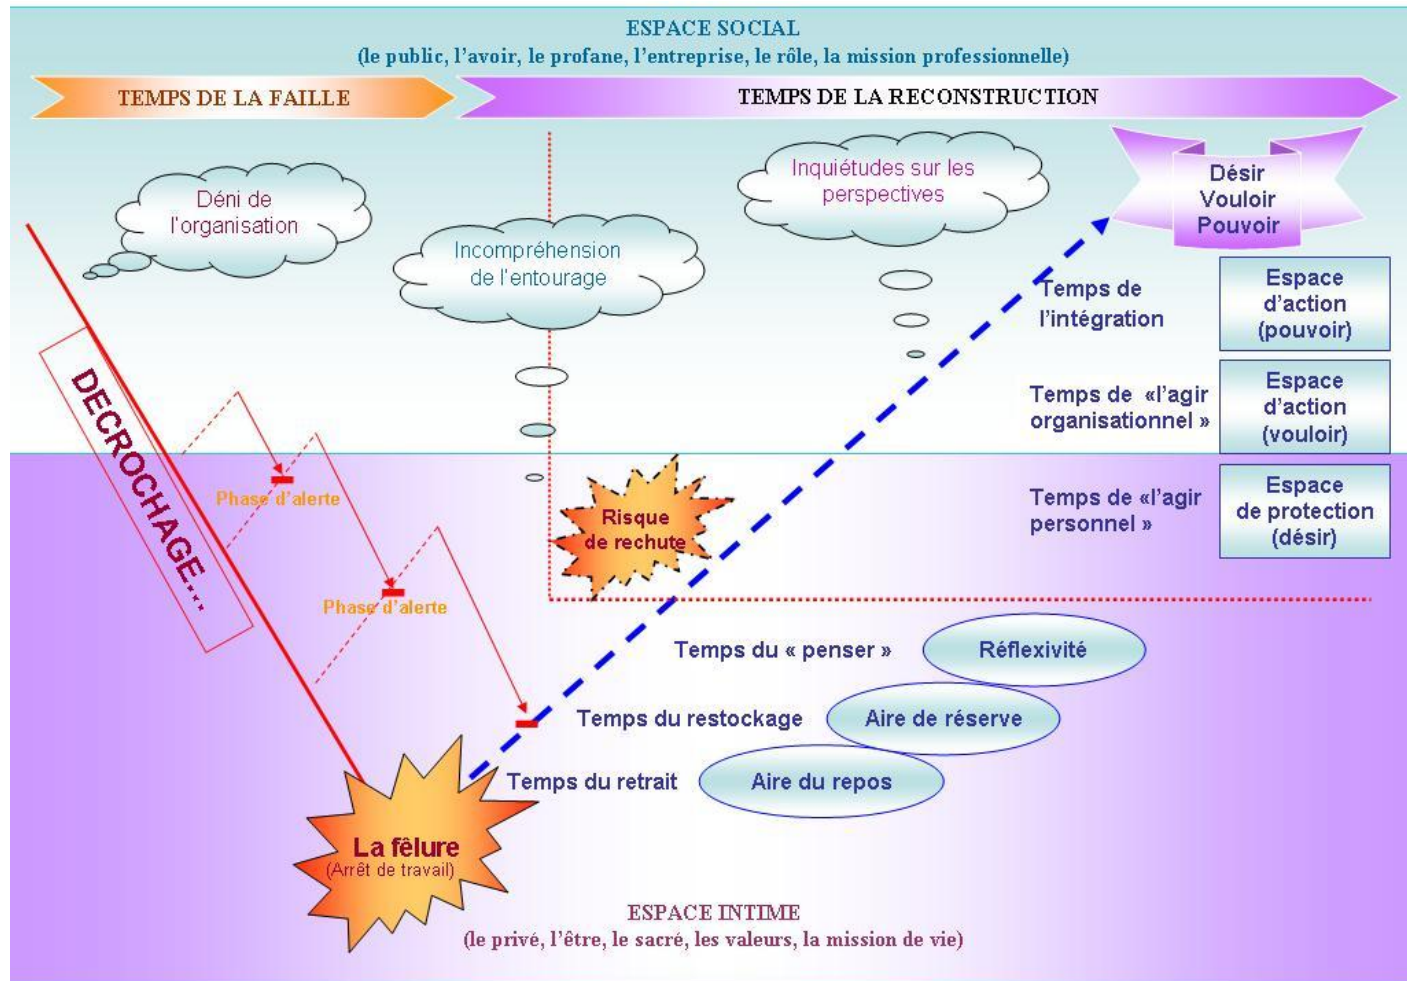 ESPACE SOCIAL
(le public, l’avoir, le profane, l’entreprise, le rôle, la mission professionnelle)
TEMPS DE LA FAILLE
TEMPS DE LA RECONSTRUCTION
Déni de
l’organisation
Incompréhension
de l’entourage
Inquiétudes sur les
perspectives
Désir
Vouloir
Pouvoir
Temps de
l’intégration
Espace
d’action
(pouvoir)
DECROCHAGE...
Temps de «l’agir
organisationnel »
Espace
d’action
(vouloir)
Phase d’alerte
Risque
de rechute
Temps de «l’agir
personnel »
Espace
de protection
(désir)
Phase d’alerte
Temps du « penser »
Réflexivité
Temps du restockage
Aire de réserve
Temps du retrait
Aire du repos
La fêlure
(Arrêt de travail)
ESPACE INTIME
(le privé, l’être, le sacré, les valeurs, la mission de vie)